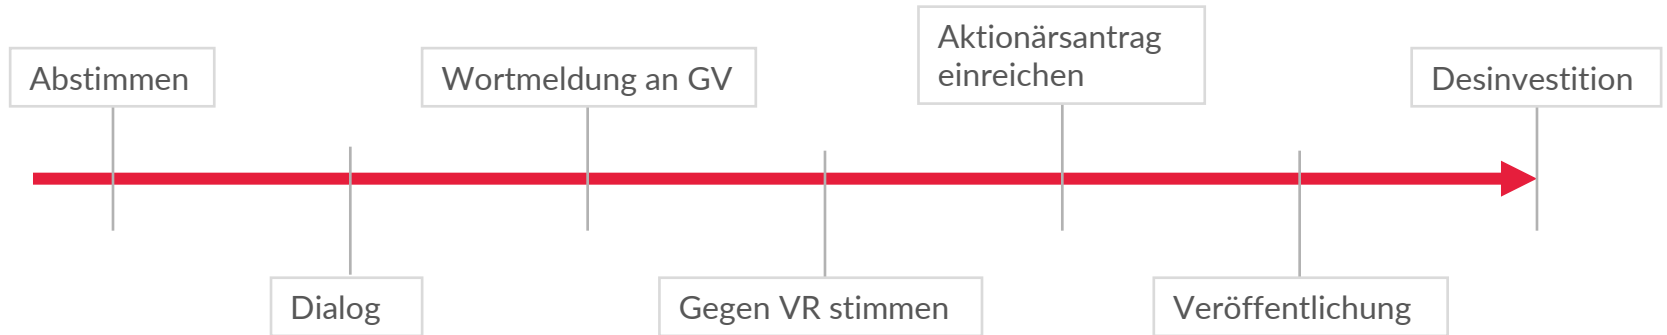 Abstimmen
Dialog
Wortmeldung an GV
Gegen VR stimmen
Aktionärsantrag
einreichen
Veröffentlichung
Desinvestition